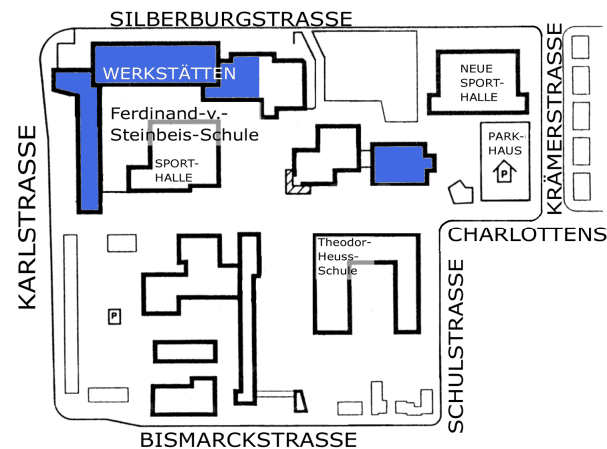 SILBERBURGSTRASSE
WERKSTÄTTEN
Ferdinand-v.-
Steinbeis-Schule
SPORT-
HALLE
NEUE
SPORT-
HALLE
PARK-
HAUS
P
KRÄMERSTRASSE
KARLSTRASSE
CHARLOTTENS
Theodor-
Heuss-
Schule
P
SCHULSTRASSE
BISMARCKSTRASSE